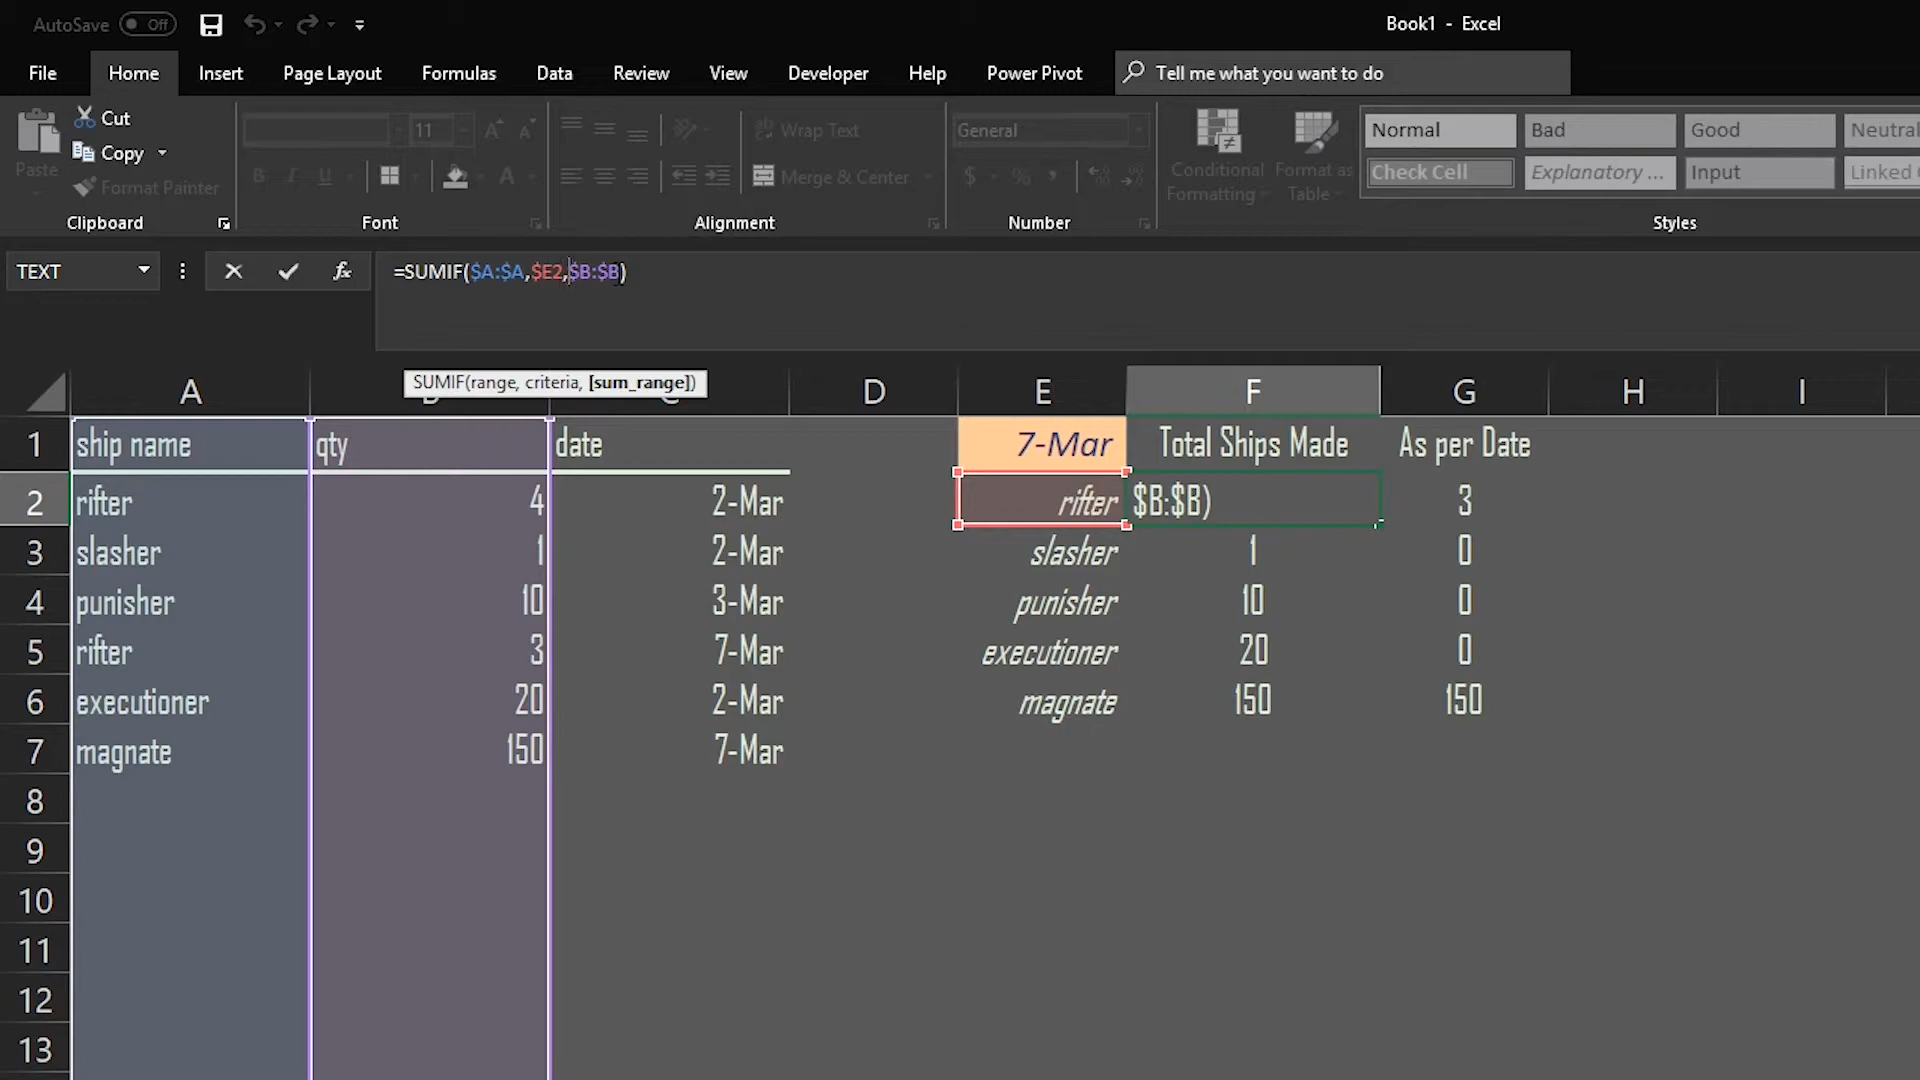 AutoSave Off
Book1 - Excel
File Home Insert Page Layout Formulas Data Review View Developer Help Power Pivot Tell me what you want to do
Paste
Cut
Copy
Format Painter
Clipboard
11
A A
B I U A
Font
Wrap Text
Merge & Center
Alignment
General
$ % ,
Number
Conditional
Formatting
Format as
Table
Normal Bad Good Neutral
Check Cell Explanatory ... Input Linked
Styles
TEXT fx =SUMIF($A:$A,$E2,$B:$B)
SUMIF(range, criteria, [sum_range])
A D E F G H I
1 ship name qty date 7-Mar Total Ships Made As per Date
2 rifter 4 2-Mar rifter $B:$B) 3
3 slasher 1 2-Mar slasher 1 0
4 punisher 10 3-Mar punisher 10 0
5 rifter 3 7-Mar executioner 20 0
6 executioner 20 2-Mar magnate 150 150
7 magnate 150 7-Mar
8
9
10
11
12
13